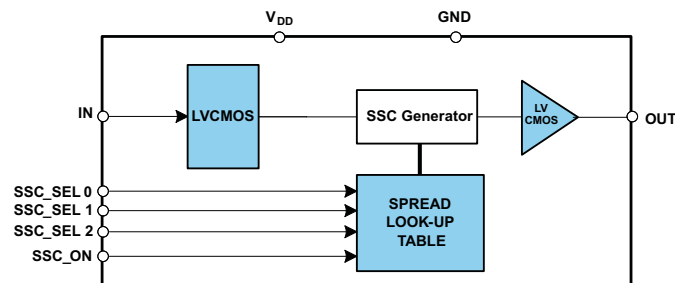 VDD
GND
IN
LVCMOS
SSC Generator
LV
CMOS
OUT
SSC_SEL 0
SSC_SEL 1
SSC_SEL 2
SSC_ON
SPREAD
LOOK-UP
TABLE